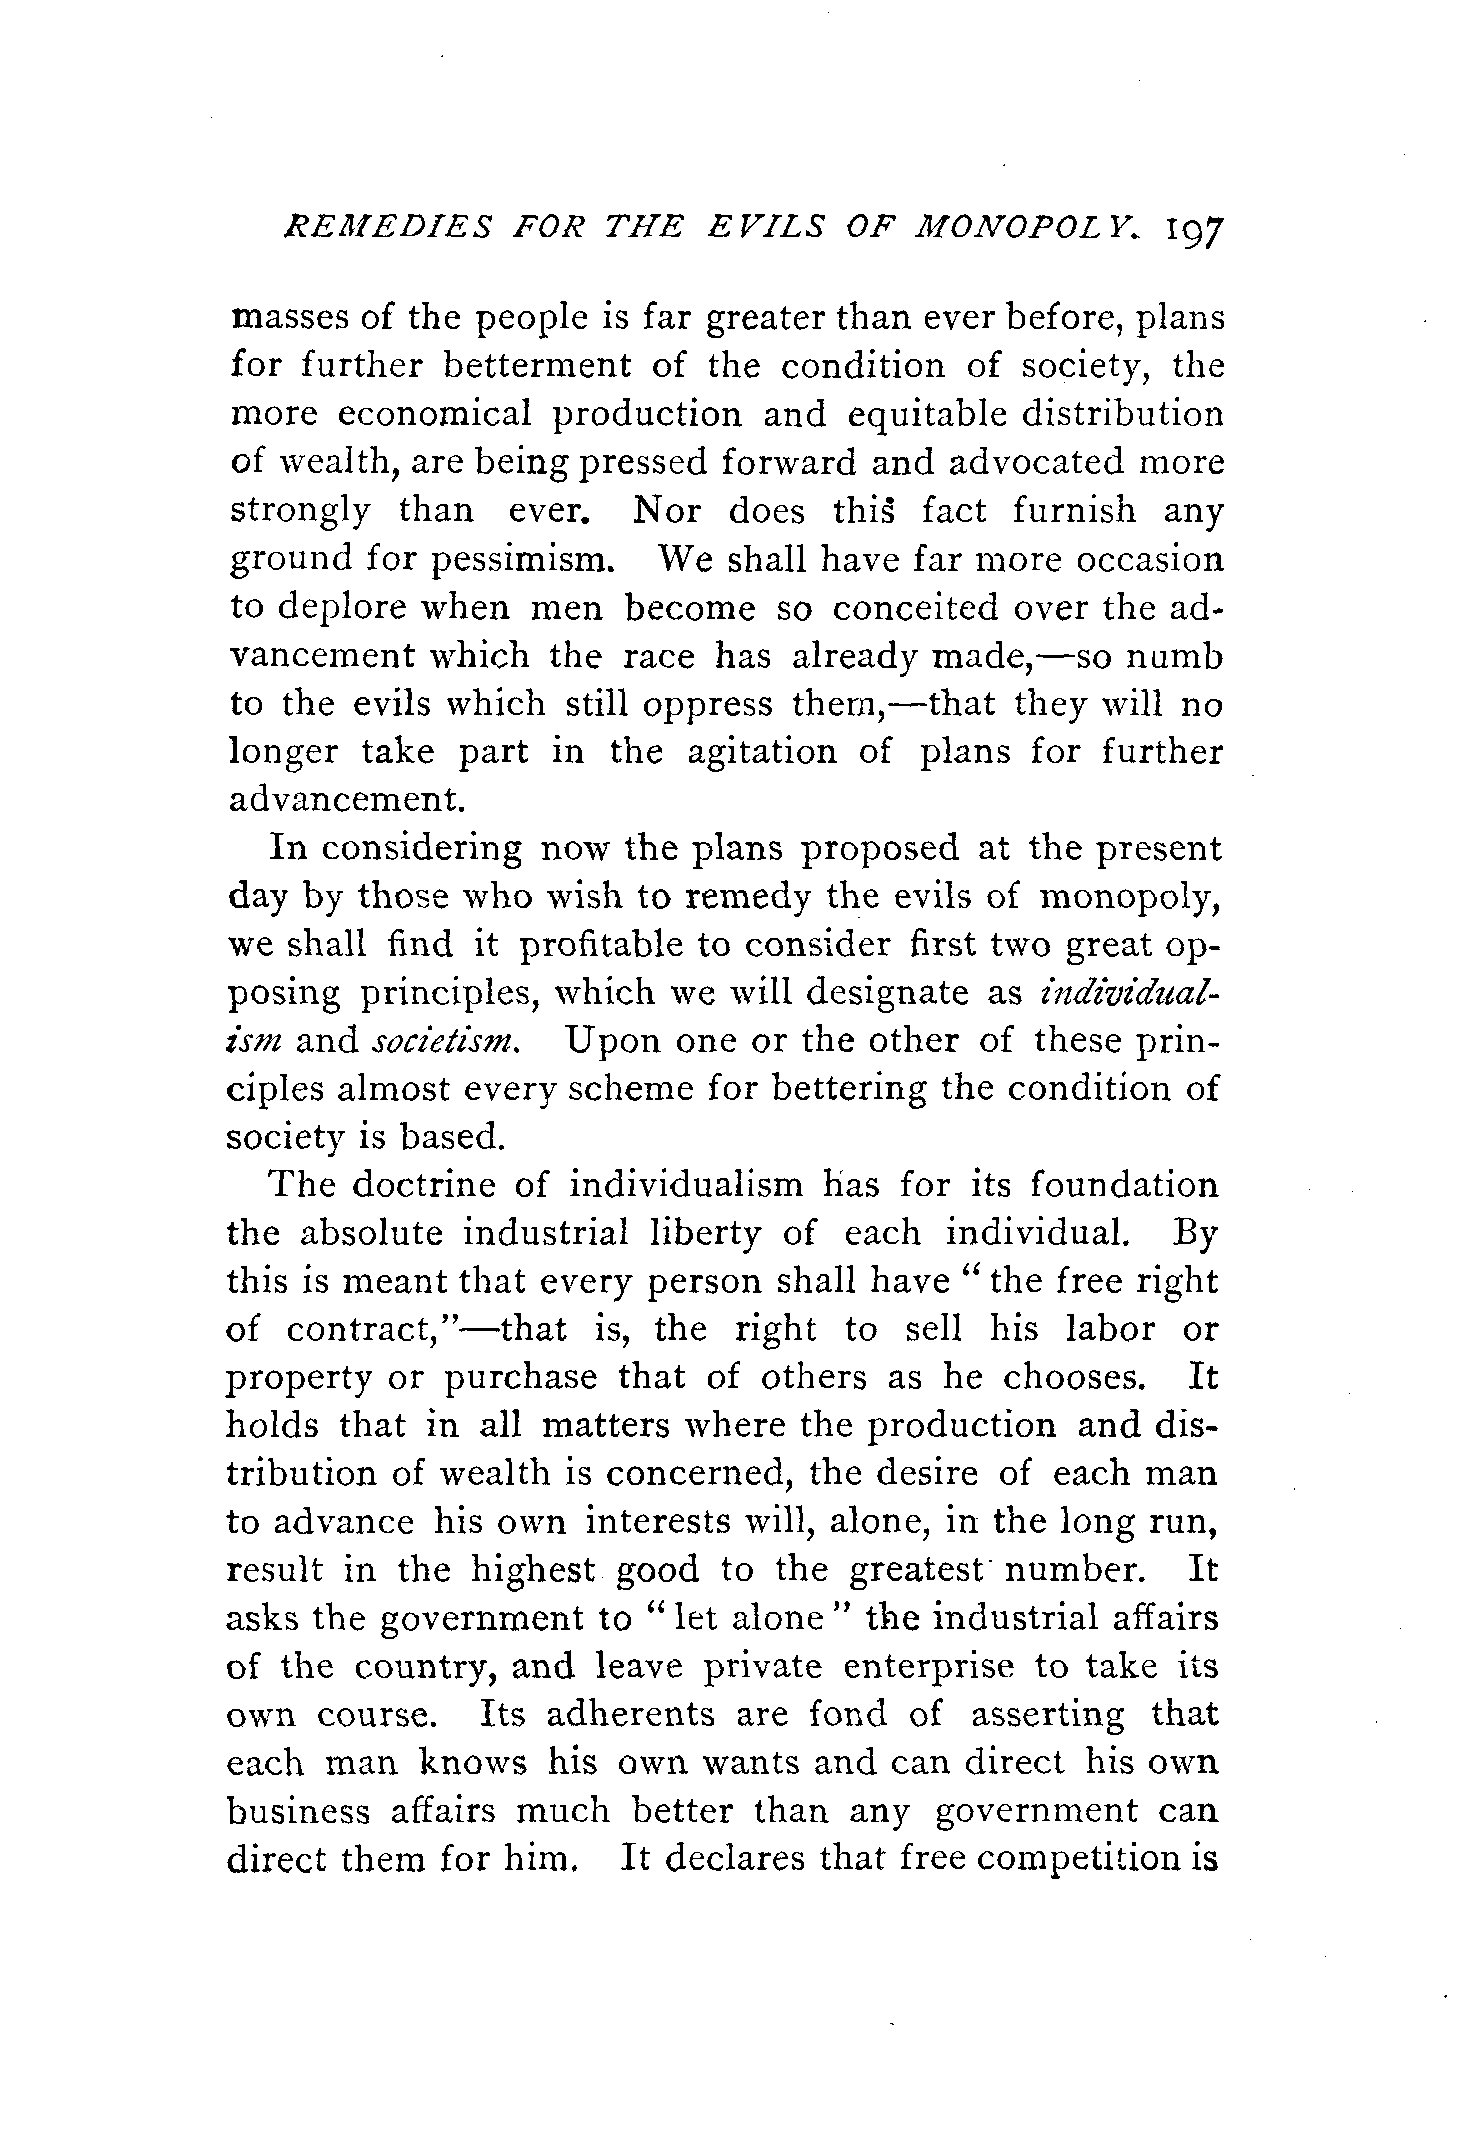 REMEDIES FOR THE EVILS OF MONOPOLY. 197
masses of the people is far greater than ever before, plans
for further betterment of the condition of society, the
more economical production and equitable distribution
of wealth, are being pressed forward and advocated more
strongly than ever. Nor does this fact furnish any
ground for pessimism. We shall have far more occasion
to deplore when men become so conceited over the ad-
vancement which the race has already made,—so numb
to the evils which still oppress them,—that they will no
longer take part in the agitation of plans for further
advancement.
In considering now the plans proposed at the present
day by those who wish to remedy the evils of monopoly,
we shall find it profitable to consider first two great op-
posing principles, which we will designate as individual-
ism and societism. Upon one or the other of these prin-
ciples almost every scheme for bettering the condition of
society is based.
The doctrine of individualism has for its foundation
the absolute industrial liberty of each individual. By
this is meant that every person shall have “ the free right
of contract,”—that is, the right to sell his labor or
property or purchase that of others as he chooses. It
holds that in all matters where the production and dis-
tribution of wealth is concerned, the desire of each man
to advance his own interests will, alone, in the long run,
result in the highest good to the greatest number. It
asks the government to “ let alone ” the industrial affairs
of the country, and leave private enterprise to take its
own course. Its adherents are fond of asserting that
each man knows his own wants and can direct his own
business affairs much better than any government can
direct them for him. It declares that free competition is